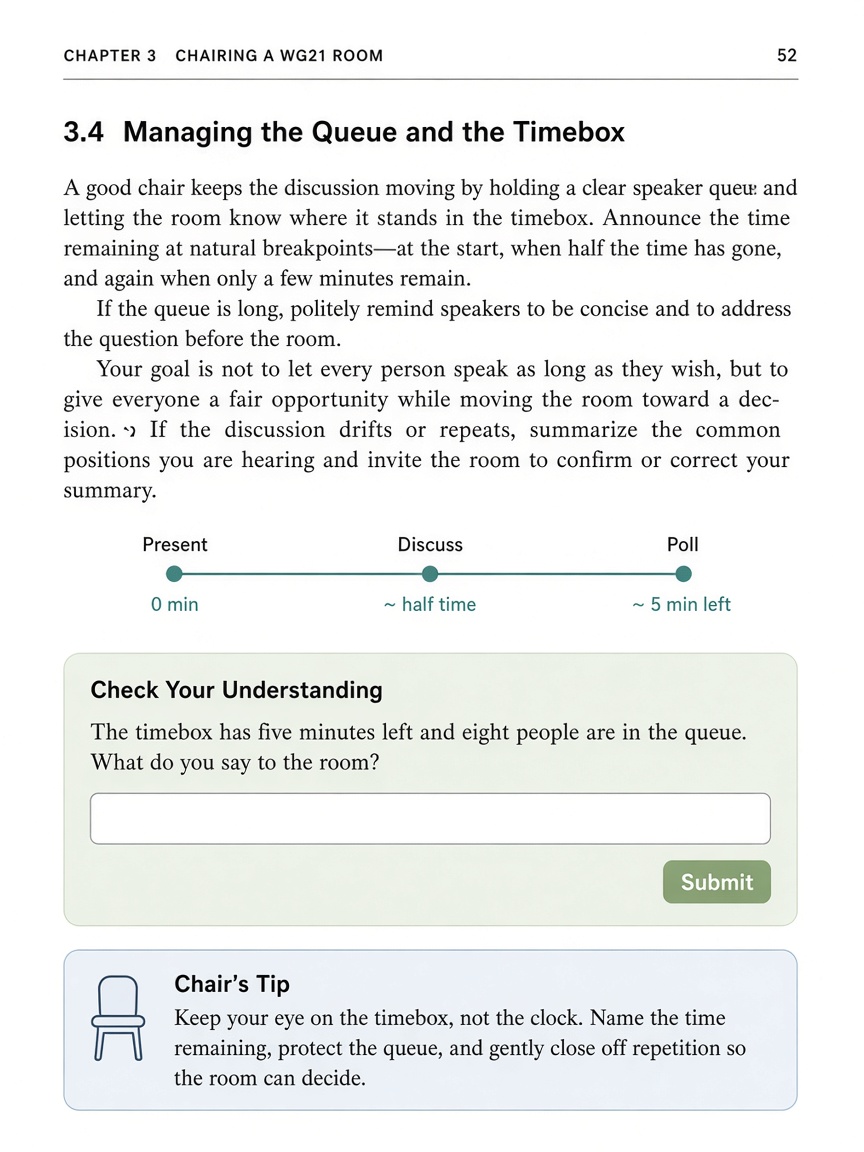 CHAPTER 3 CHAIRING A WG21 ROOM 52
3.4 Managing the Queue and the Timebox
A good chair keeps the discussion moving by holding a clear speaker and
letting the room know where it stands in the timebox. Announce the time
remaining at natural breakpoints—at the start, when half the time has gone,
and again when only a few minutes remain.
If the queue is long, politely remind speakers to be concise and to address
the question before the room.
Your goal is not to let every person speak as long as they wish, but to
give everyone a fair opportunity while moving the room toward a dec-
ision. If the discussion drifts or repeats, summarize the common
positions you are hearing and invite the room to confirm or correct your
summary.
Present Discuss Poll
0 min ~ half time ~ 5 min left
Check Your Understanding
The timebox has five minutes left and eight people are in the queue.
What do you say to the room?
Submit
Chair's Tip
Keep your eye on the timebox, not the clock. Name the time
remaining, protect the queue, and gently close off repetition so
the room can decide.